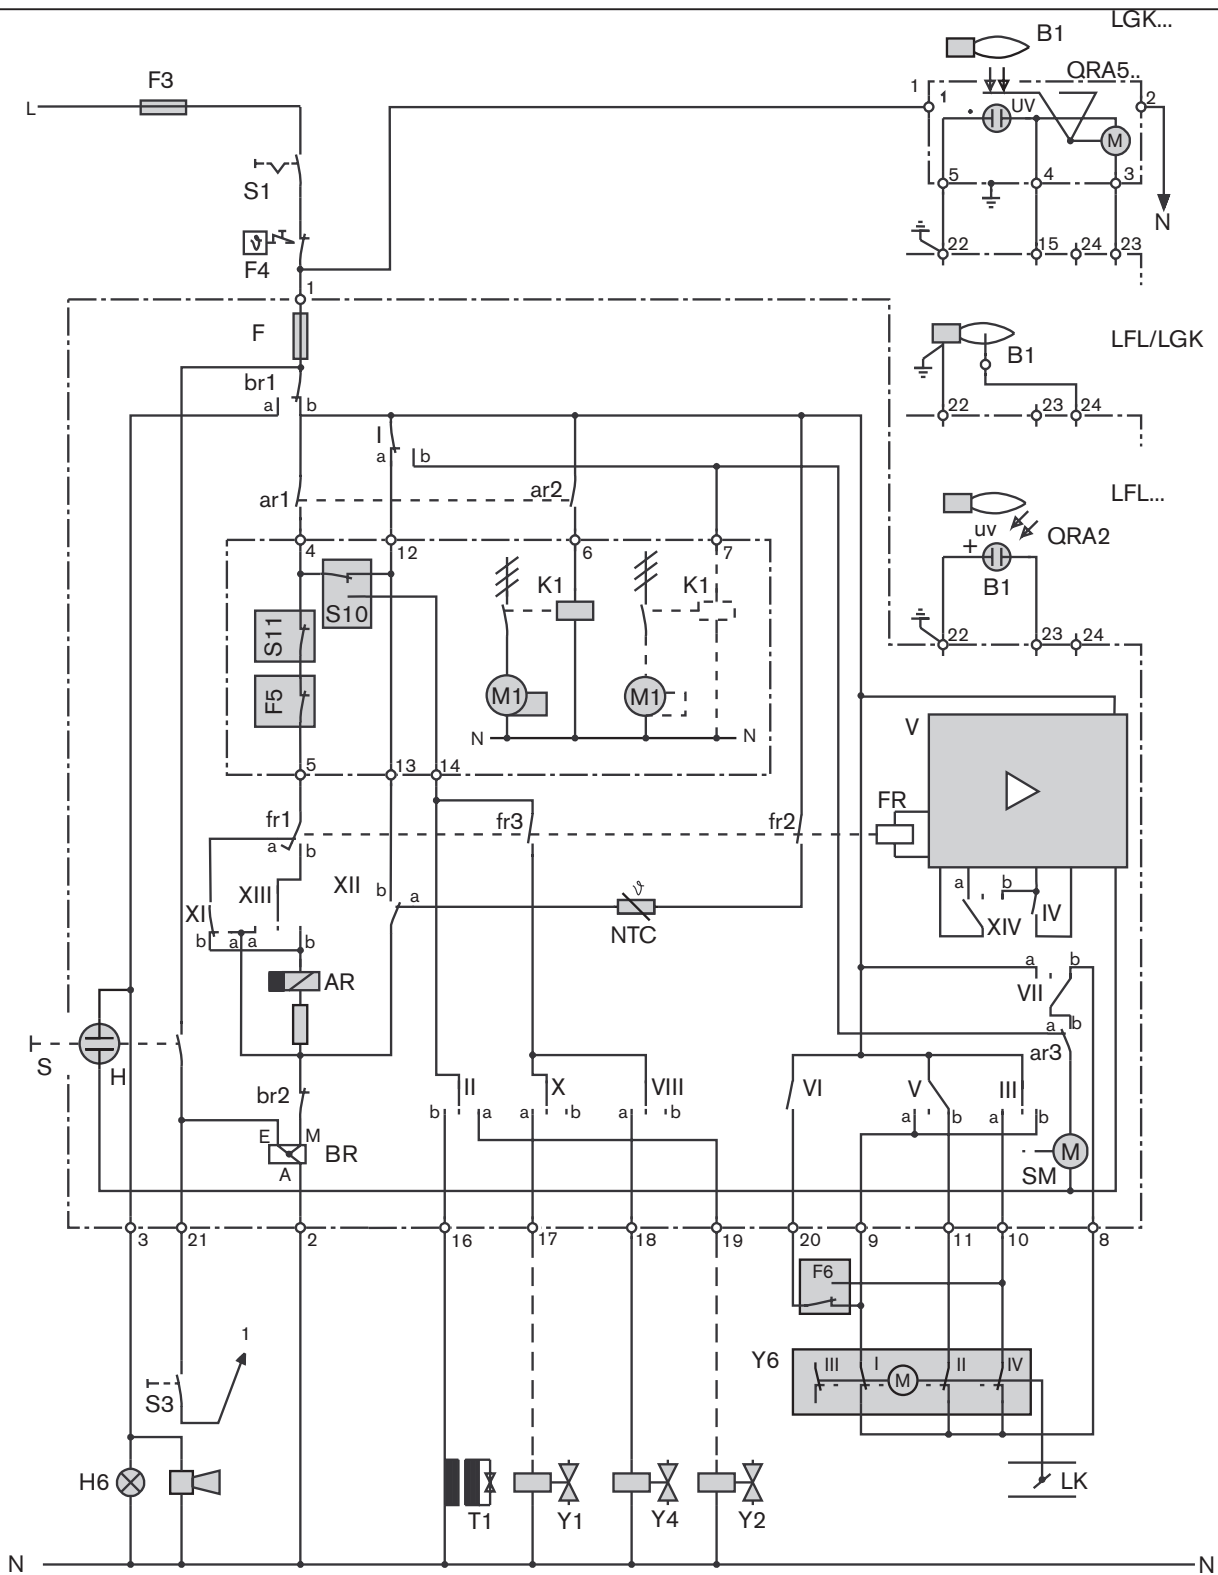 LGK...
B1
F3
QRA5..
L
1
1
UV
2
M
S1
5
4
3
N
F4
22
15
24
23
1
F
B1
LFL/LGK
br1
a
b
22
23
24
I
a
b
ar1
ar2
LFL...
uv
QRA2
+
B1
4
12
6
7
K1
K1
S10
S11
22
23
24
F5
M1
M1
V
N
N
5
13
14
FR
fr1
fr3
fr2
a
b
XIII
XII
b
a
a
b
XI
NTC
XIV
IV
b
a
a
b
a
b
AR
VII
a
b
S
H
ar3
br2
II
X
VIII
VI
V
III
b
a
a
b
a
b
a
b
a
b
E
M
BR
A
M
SM
3
21
2
16
17
18
19
20
9
11
10
8
F6
1
Y6
III
I
II
IV
M
S3
H6
LK
T1
Y1
Y4
Y2
N
N